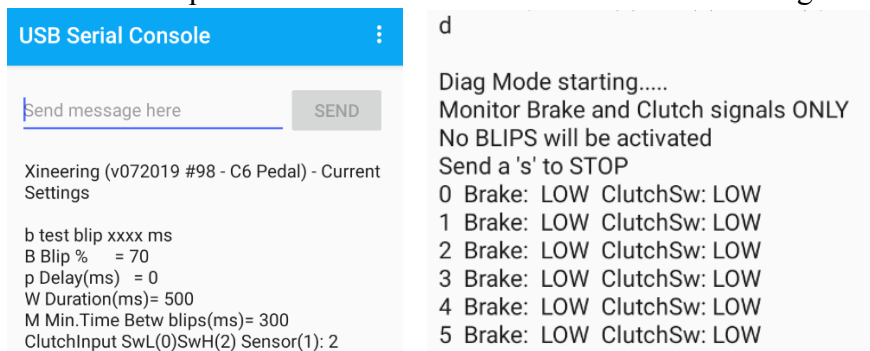 USB Serial Console
Send message here
SEND
Xineering (v072019 #98 - C6 Pedal) - Current
Settings
b test blip xxxx ms
B Blip % = 70
p Delay(ms) = 0
W Duration(ms)= 500
M Min.Time Betw blips(ms)= 300
ClutchInput SwL(0)SwH(2) Sensor(1): 2
d
Diag Mode starting.....
Monitor Brake and Clutch signals ONLY
No BLIPS will be activated
Send a 's' to STOP
0 Brake: LOW ClutchSw: LOW
1 Brake: LOW ClutchSw: LOW
2 Brake: LOW ClutchSw: LOW
3 Brake: LOW ClutchSw: LOW
4 Brake: LOW ClutchSw: LOW
5 Brake: LOW ClutchSw: LOW